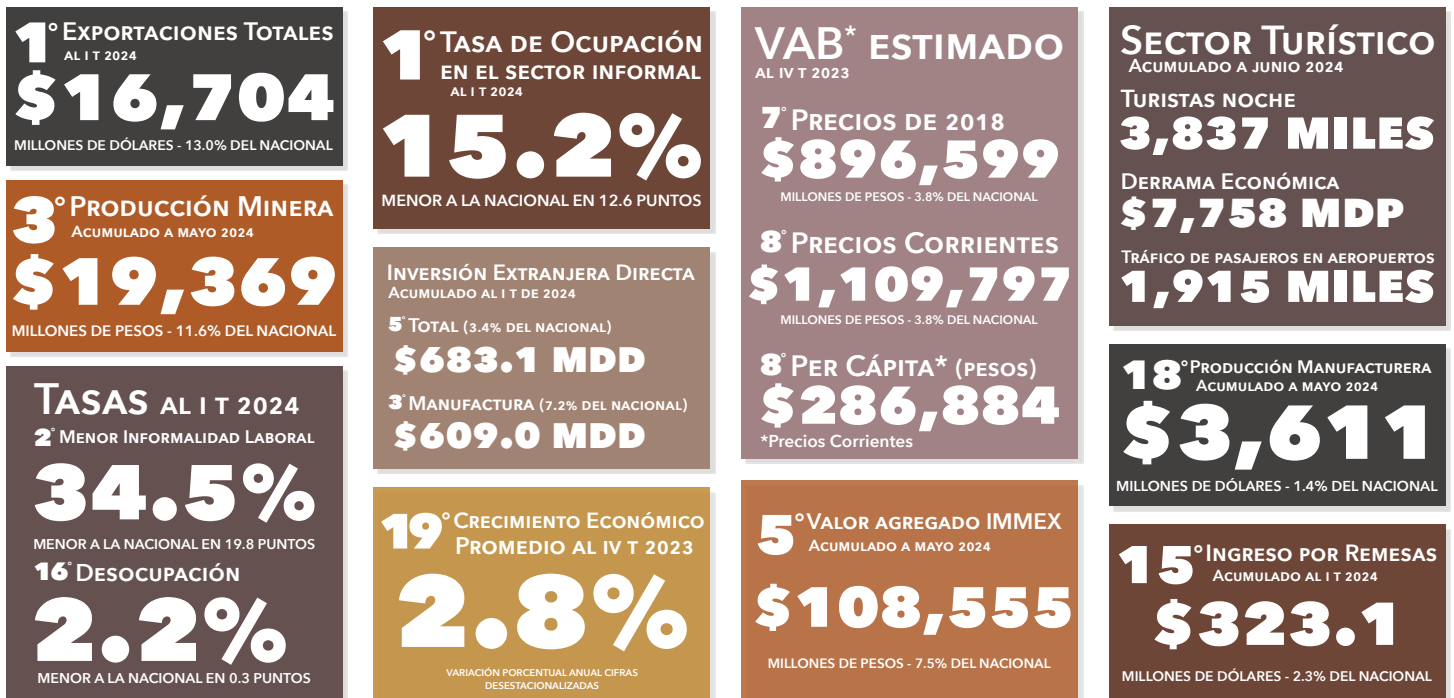 1° Exportaciones Totales
al I T 2024
$16,704
MILLONES DE DÓLARES - 13.0% DEL NACIONAL
3° Producción Minera
Acumulado a mayo 2024
$19,369
MILLONES DE PESOS - 11.6% DEL NACIONAL
Tasas al I T 2024
2° Menor Informalidad Laboral
34.5%
MENOR A LA NACIONAL EN 19.8 PUNTOS
16° Desocupación
2.2%
MENOR A LA NACIONAL EN 0.3 PUNTOS
1° Tasa de Ocupación
en el sector informal
al I T 2024
15.2%
MENOR A LA NACIONAL EN 12.6 PUNTOS
Inversión Extranjera Directa
Acumulado al I T de 2024
5° Total (3.4% del nacional)
$683.1 MDD
3° Manufactura (7.2% del nacional)
$609.0 MDD
19° Crecimiento Económico
Promedio al IV T 2023
2.8%
VARIACIÓN PORCENTUAL ANUAL CIFRAS
DESESTACIONALIZADAS
VAB* estimado
al IV T 2023
7° Precios de 2018
$896,599
MILLONES DE PESOS - 3.8% DEL NACIONAL
8° Precios Corrientes
$1,109,797
MILLONES DE PESOS - 3.8% DEL NACIONAL
8° Per Cápita* (pesos)
$286,884
*Precios Corrientes
5° Valor agregado IMMEX
Acumulado a mayo 2024
$108,555
MILLONES DE PESOS - 7.5% DEL NACIONAL
Sector Turístico
Acumulado a junio 2024
Turistas noche
3,837 MILES
Derrama Económica
$7,758 MDP
Tráfico de pasajeros en aeropuertos
1,915 MILES
18° Producción Manufacturera
Acumulado a mayo 2024
$3,611
MILLONES DE DÓLARES - 1.4% DEL NACIONAL
15° Ingreso por Remesas
Acumulado al I T 2024
$323.1
MILLONES DE DÓLARES - 2.3% DEL NACIONAL